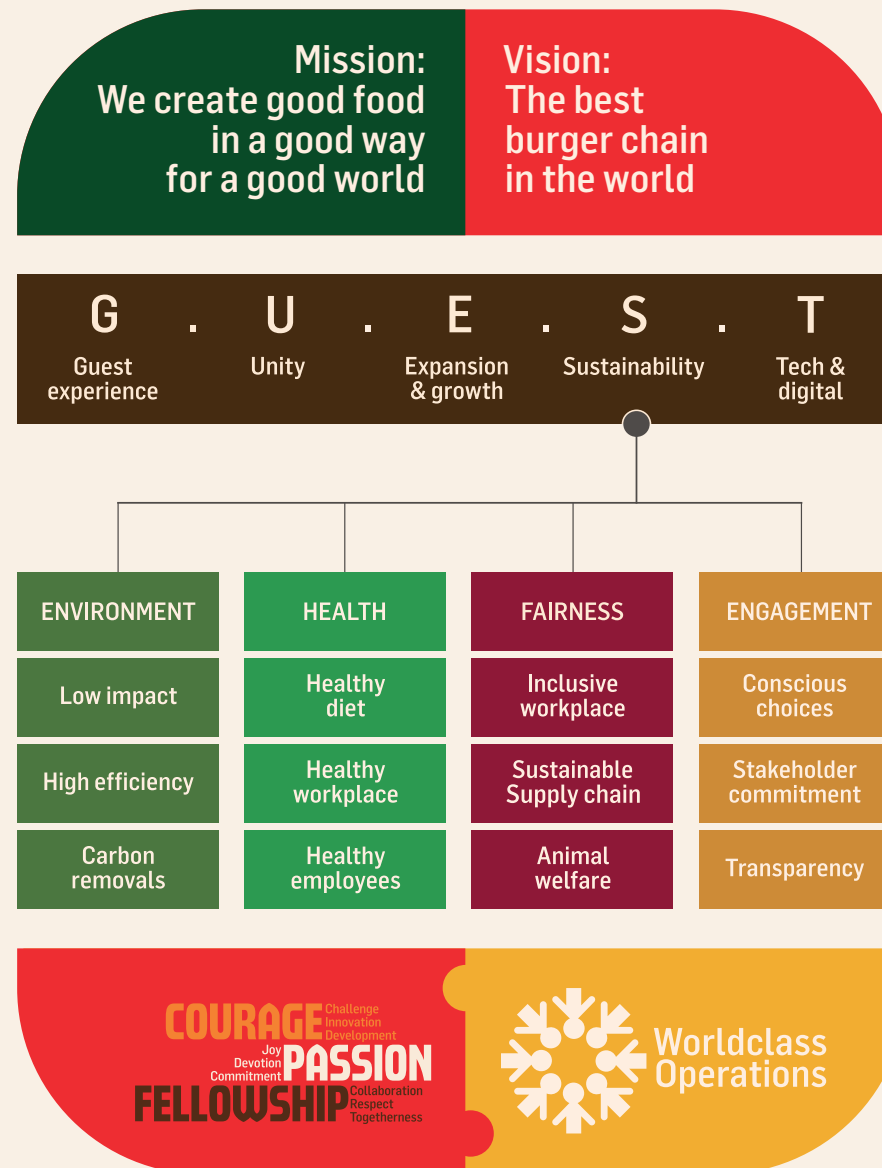 Mission:
We create good food
in a good way
for a good world
Vision:
The best
burger chain
in the world
G . U . E . S . T
Guest
experience
Unity
Expansion
& growth
Sustainability
Tech &
digital
ENVIRONMENT
Low impact
High efficiency
Carbon
removals
HEALTH
Healthy
diet
Healthy
workplace
Healthy
employees
FAIRNESS
Inclusive
workplace
Sustainable
Supply chain
Animal
welfare
ENGAGEMENT
Conscious
choices
Stakeholder
commitment
Transparency
COURAGE
Challenge
Innovation
Development
Joy
Devotion
Commitment
PASSION
FELLOWSHIP
Collaboration
Respect
Togetherness
Worldclass
Operations